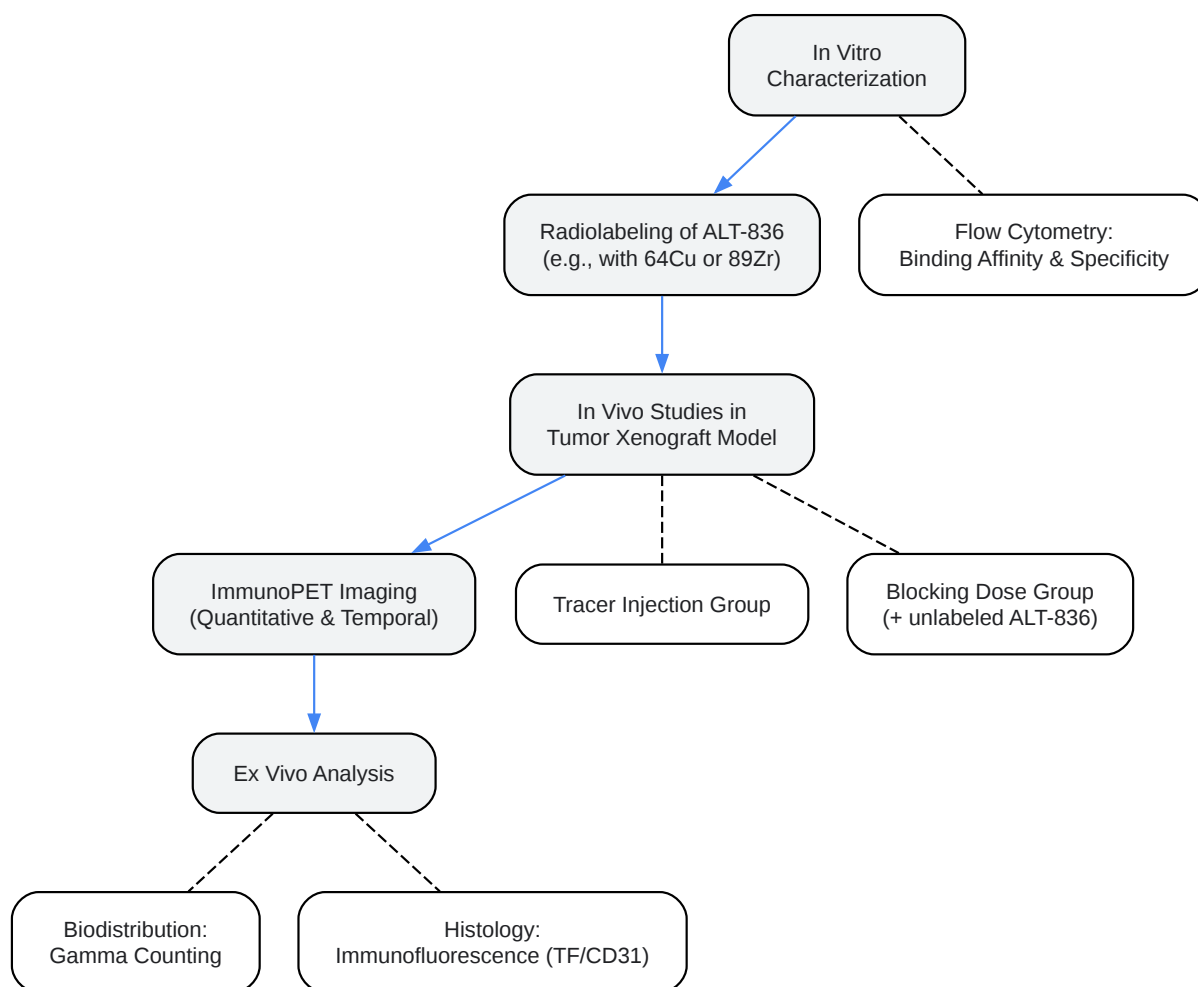 In Vitro
Characterization
Radiolabeling of ALT-836
(e.g., with 64Cu or 89Zr)
Flow Cytometry:
Binding Affinity & Specificity
In Vivo Studies in
Tumor Xenograft Model
ImmunoPET Imaging
(Quantitative & Temporal)
Tracer Injection Group
Blocking Dose Group
(+ unlabeled ALT-836)
Ex Vivo Analysis
Biodistribution:
Gamma Counting
Histology:
Immunofluorescence (TF/CD31)